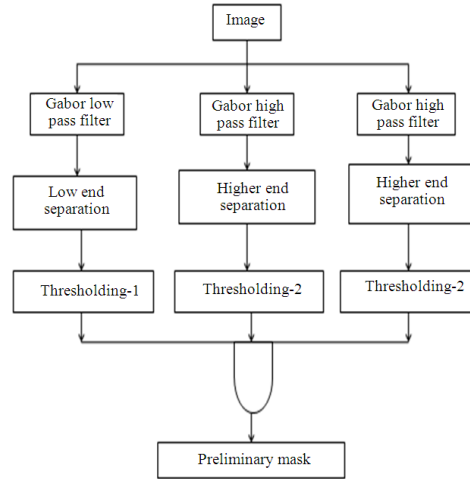 Image
Gabor low
pass filter
Gabor high
pass filter
Gabor high
pass filter
Low end
separation
Higher end
separation
Higher end
separation
Thresholding-1
Thresholding-2
Thresholding-2
Preliminary mask